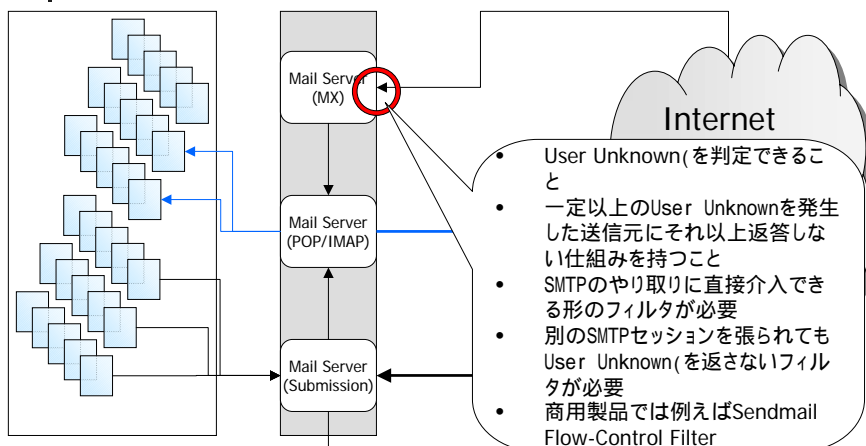 Mail Server
(MX)
Internet
• User Unknown(を判定できるこ
と
• 一定以上のUser Unknownを発生
した送信元にそれ以上返答しな
い仕組みを持つこと
• SMTPのやり取りに直接介入でき
る形のフィルタが必要
• 別のSMTPセッションを張られても
User Unknown(を返さないフィル
タが必要
• 商用製品では例えばSendmail
Flow-Control Filter
Mail Server
(POP/IMAP)
Mail Server
(Submission)